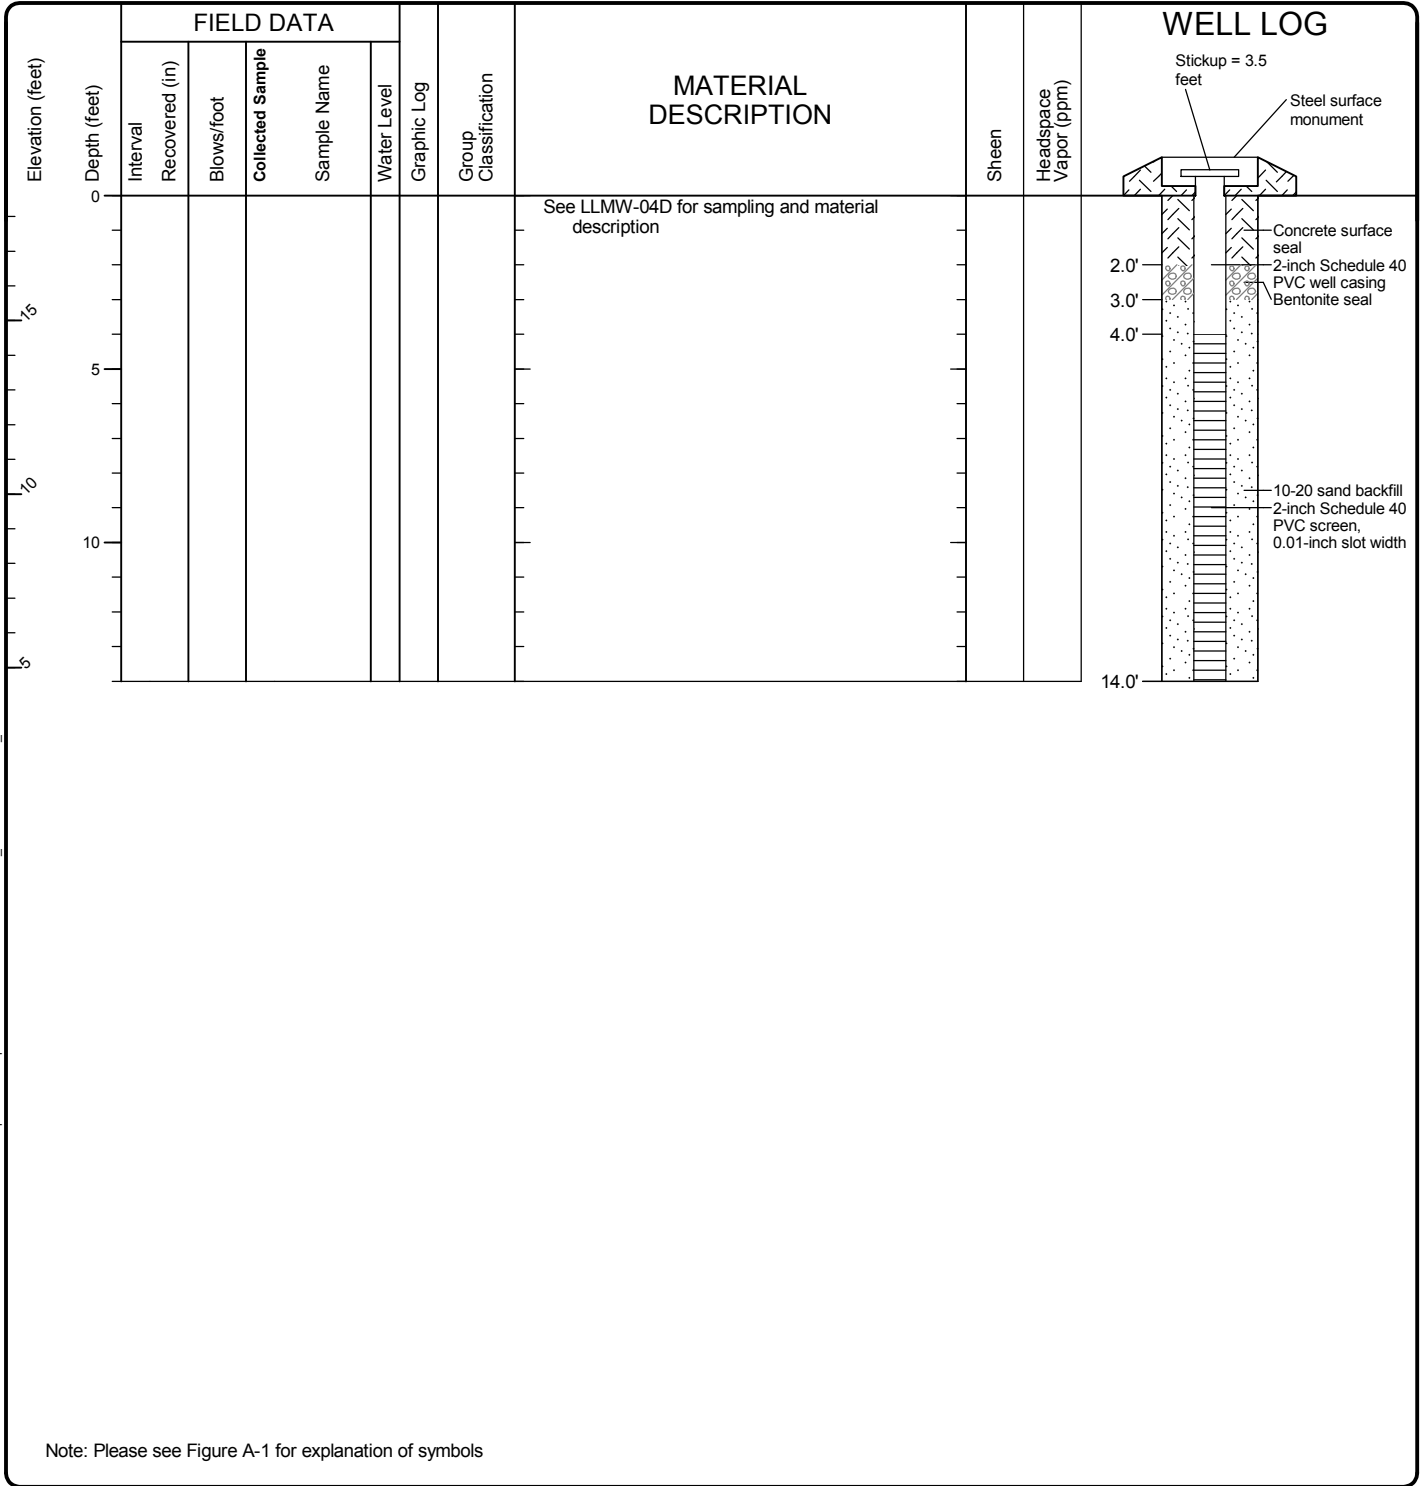 FIELD DATA
WELL LOG
Elevation (feet)
Depth (feet)
Interval
Recovered (in)
Blows/foot
Collected Sample
Sample Name
Water Level
Graphic Log
Group
Classification
MATERIAL
DESCRIPTION
Sheen
Headspace
Vapor (ppm)
Stickup = 3.5
feet
Steel surface
monument
0
See LLMW-04D for sampling and material
description
Concrete surface
seal
2.0'
2-inch Schedule 40
PVC well casing
3.0'
Bentonite seal
15
4.0'
5
10
10-20 sand backfill
2-inch Schedule 40
PVC screen,
0.01-inch slot width
10
5
14.0'
Note: Please see Figure A-1 for explanation of symbols